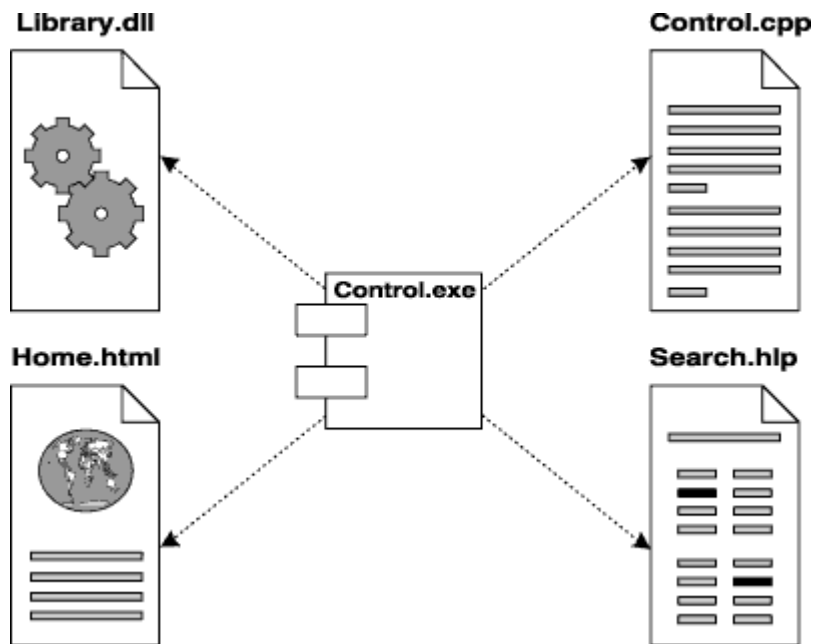 Library.dll
Control.cpp
Control.exe
Home.html
Search.hlp